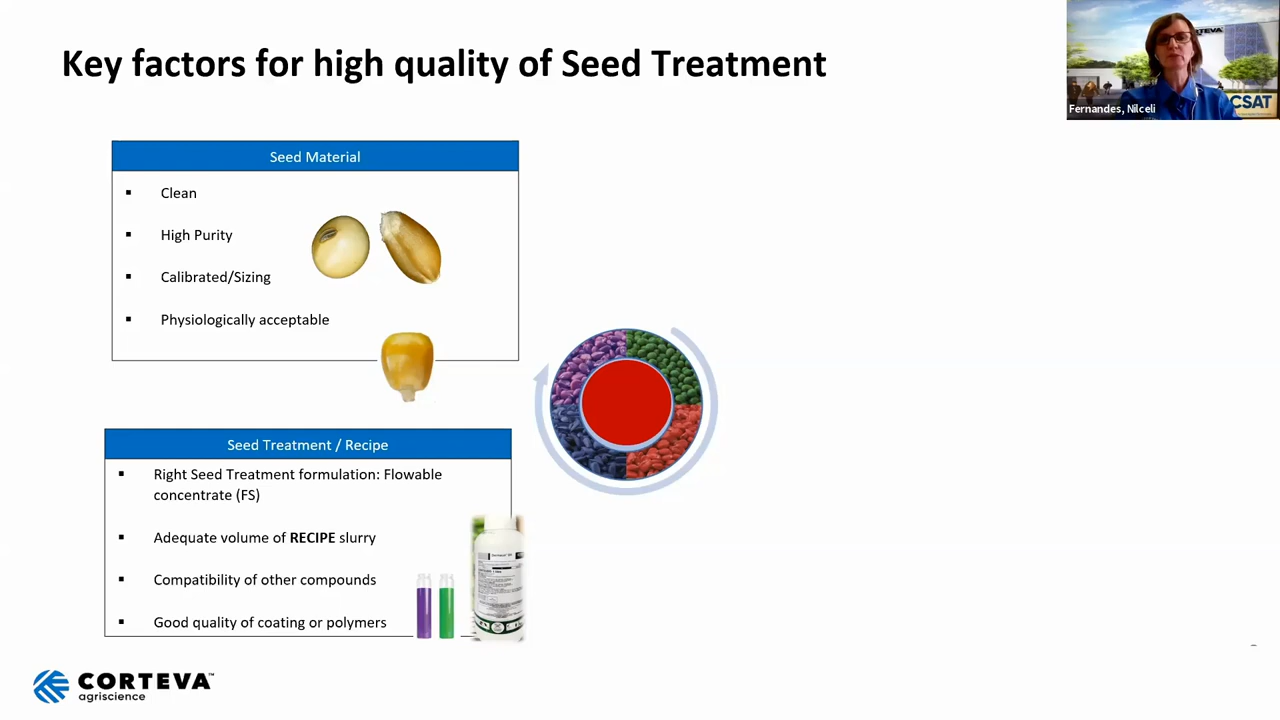 Key factors for high quality of Seed Treatment
CORTEVA
CSAT
Fernandes, Nilceli
Seed Material
▪ Clean
▪ High Purity
▪ Calibrated/Sizing
▪ Physiologically acceptable
Seed Treatment / Recipe
▪ Right Seed Treatment formulation: Flowable
concentrate (FS)
▪ Adequate volume of RECIPE slurry
▪ Compatibility of other compounds
▪ Good quality of coating or polymers
CORTEVA™
agriscience